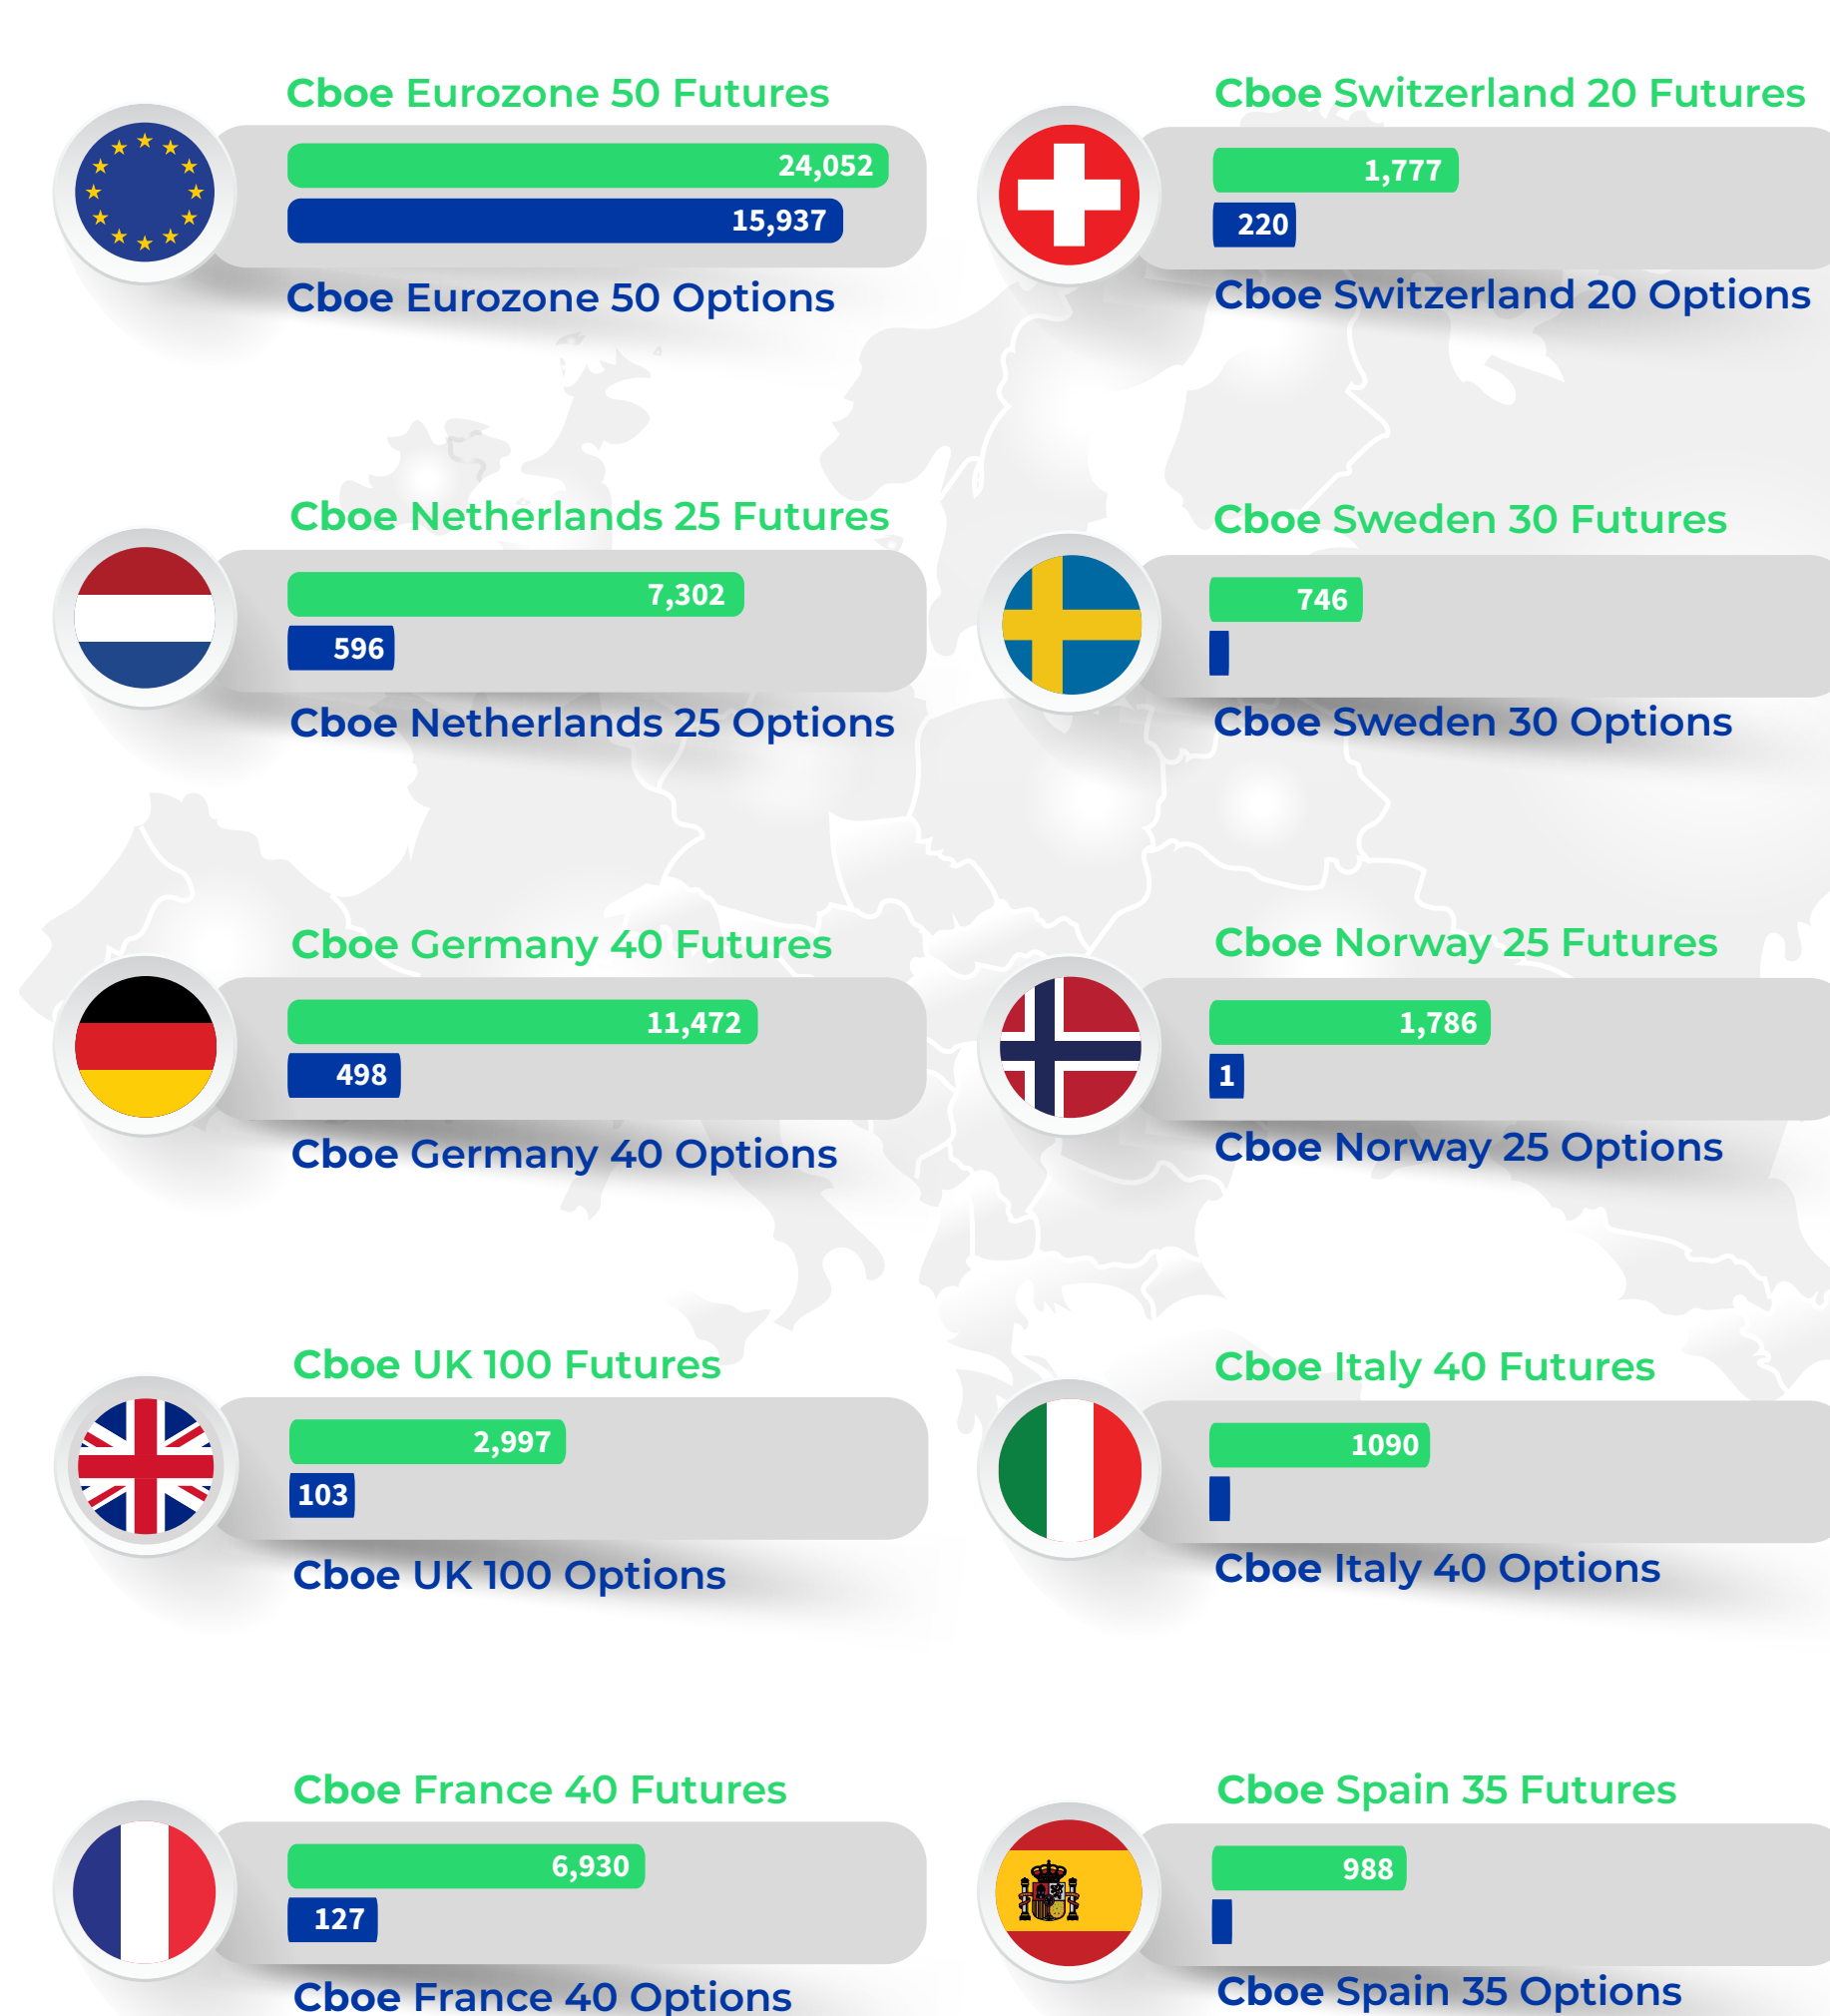 Cboe Eurozone 50 Futures
24,052
15,937
Cboe Eurozone 50 Options
Cboe Switzerland 20 Futures
1,777
220
Cboe Switzerland 20 Options
Cboe Netherlands 25 Futures
7,302
596
Cboe Netherlands 25 Options
Cboe Sweden 30 Futures
746
Cboe Sweden 30 Options
Cboe Germany 40 Futures
11,472
498
Cboe Germany 40 Options
Cboe Norway 25 Futures
1,786
1
Cboe Norway 25 Options
Cboe UK 100 Futures
2,997
103
Cboe UK 100 Options
Cboe Italy 40 Futures
1090
Cboe Italy 40 Options
Cboe France 40 Futures
6,930
127
Cboe France 40 Options
Cboe Spain 35 Futures
988
Cboe Spain 35 Options